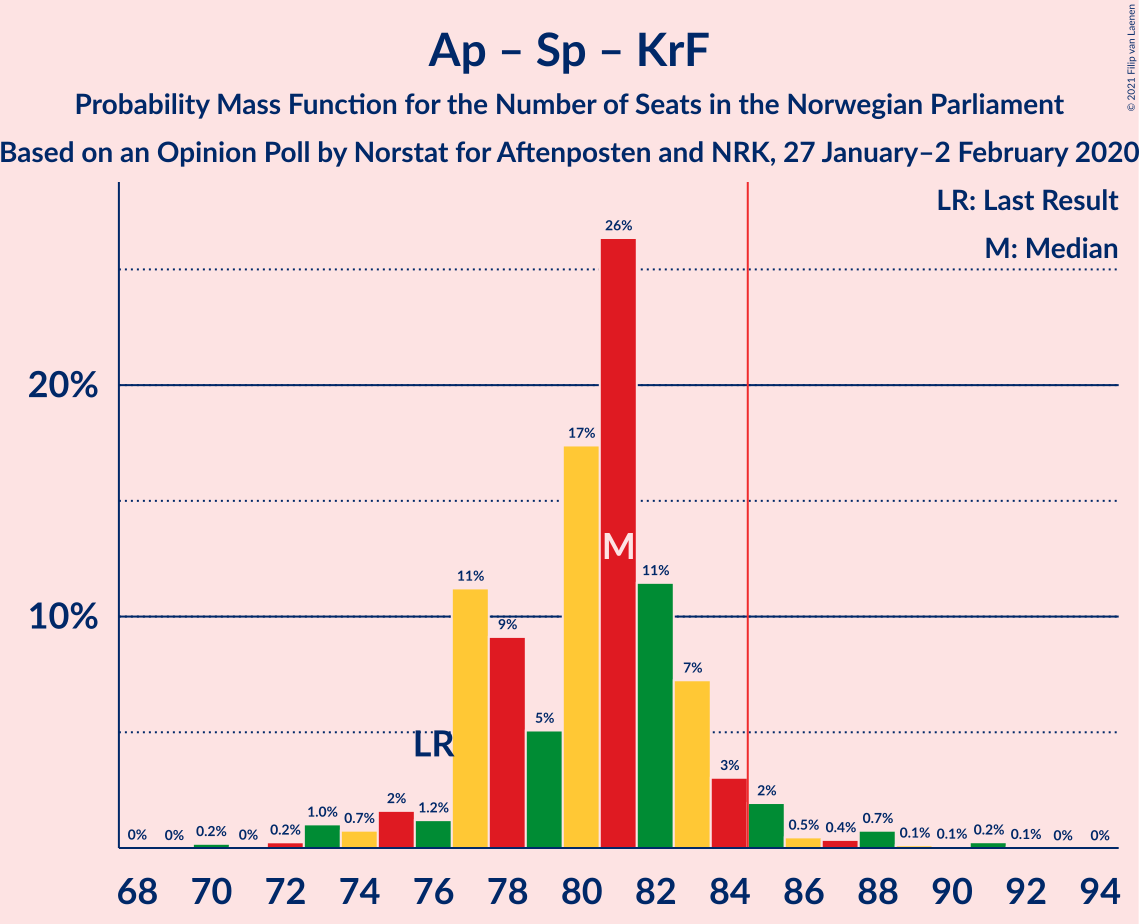 Ap – Sp – KrF
Probability Mass Function for the Number of Seats in the Norwegian Parliament
Based on an Opinion Poll by Norstat for Aftenposten and NRK, 27 January–2 February 2020
© 2021 Filip van Laenen
LR: Last Result
M: Median
20%
10%
0% 0% 0.2% 0% 0.2% 1.0% 0.7% 2% 1.2% 11% 9% 5% 17% 26% 11% 7% 3% 2% 0.5% 0.4% 0.7% 0.1% 0.1% 0.2% 0.1% 0% 0%
LR
M
68 70 72 74 76 78 80 82 84 86 88 90 92 94